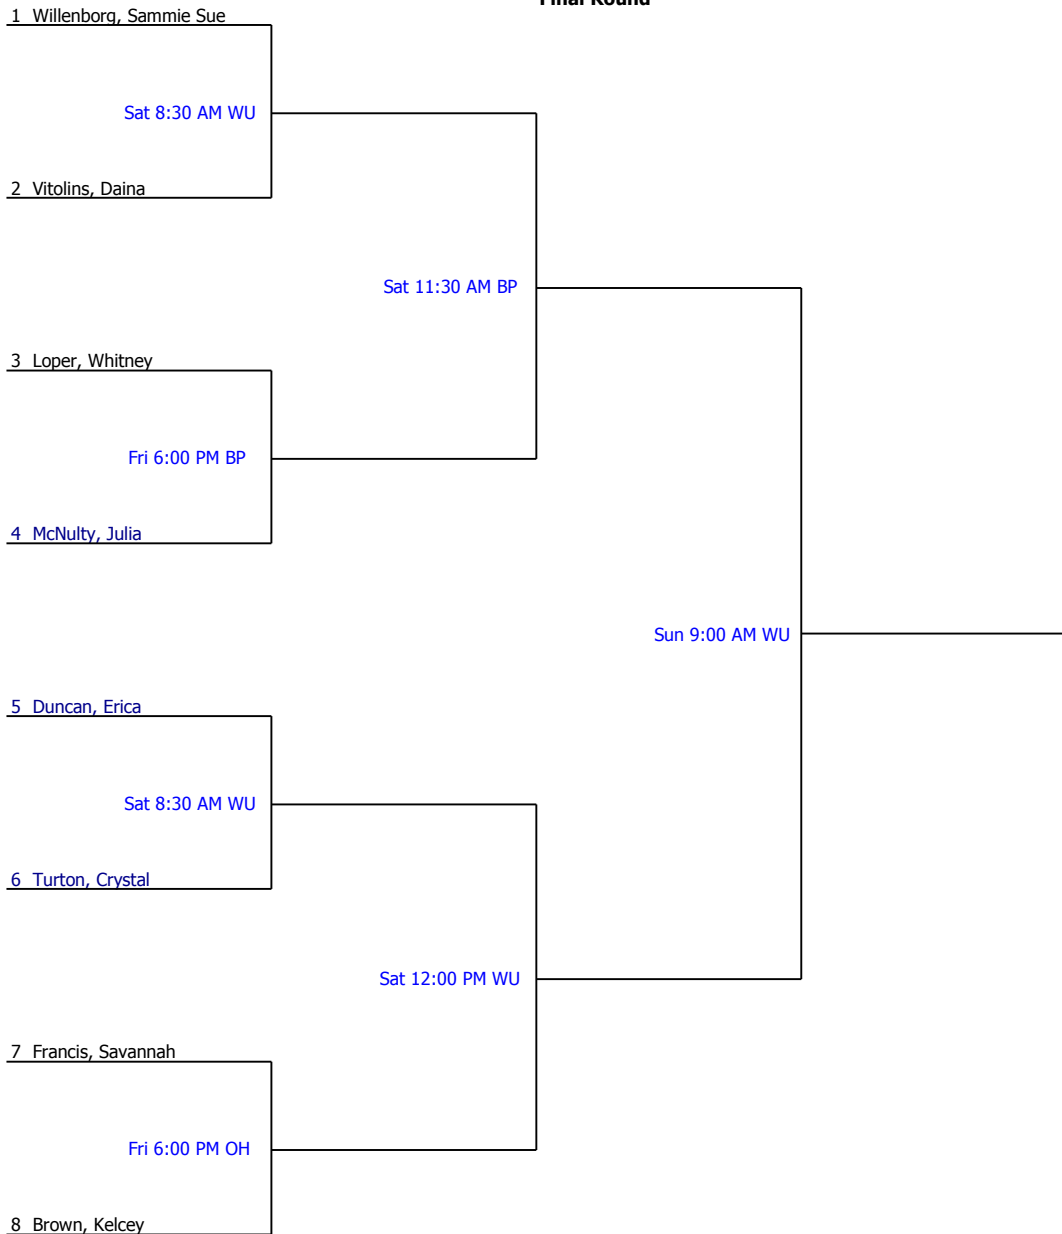 Final Round
1 Willenborg, Sammie Sue
Sat 8:30 AM WU
2 Vitolins, Daina
Sat 11:30 AM BP
3 Loper, Whitney
Fri 6:00 PM BP
4 McNulty, Julia
Sun 9:00 AM WU
5 Duncan, Erica
Sat 8:30 AM WU
6 Turton, Crystal
Sat 12:00 PM WU
7 Francis, Savannah
Fri 6:00 PM OH
8 Brown, Kelcey